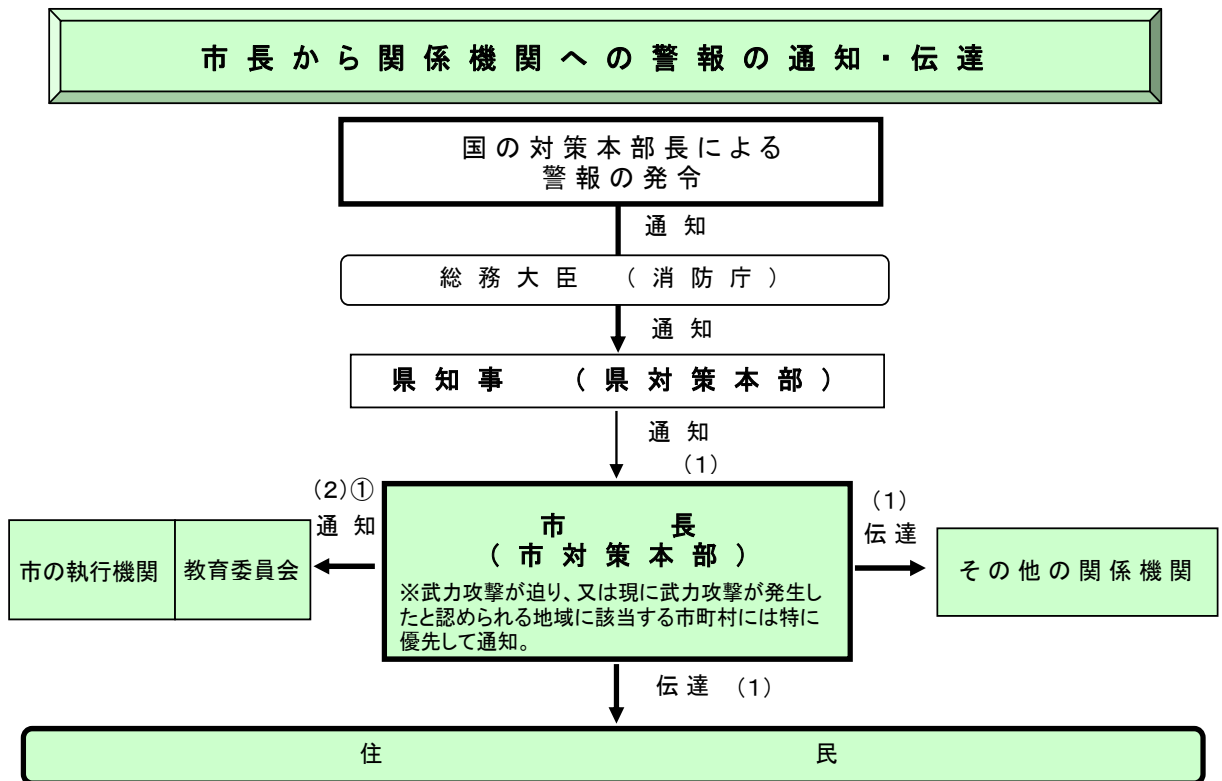 市長から関係機関への警報の通知・伝達
国の対策本部長による
警報の発令
通知
総務大臣 （消防庁）
通知
県知事 （県対策本部）
通知
(1)
(2)①
通知
市の執行機関
教育委員会
市 長
（市対策本部）
※武力攻撃が迫り、又は現に武力攻撃が発生し
たと認められる地域に該当する市町村には特に
優先して通知。
(1)
伝達
その他の関係機関
伝達 (1)
住 民